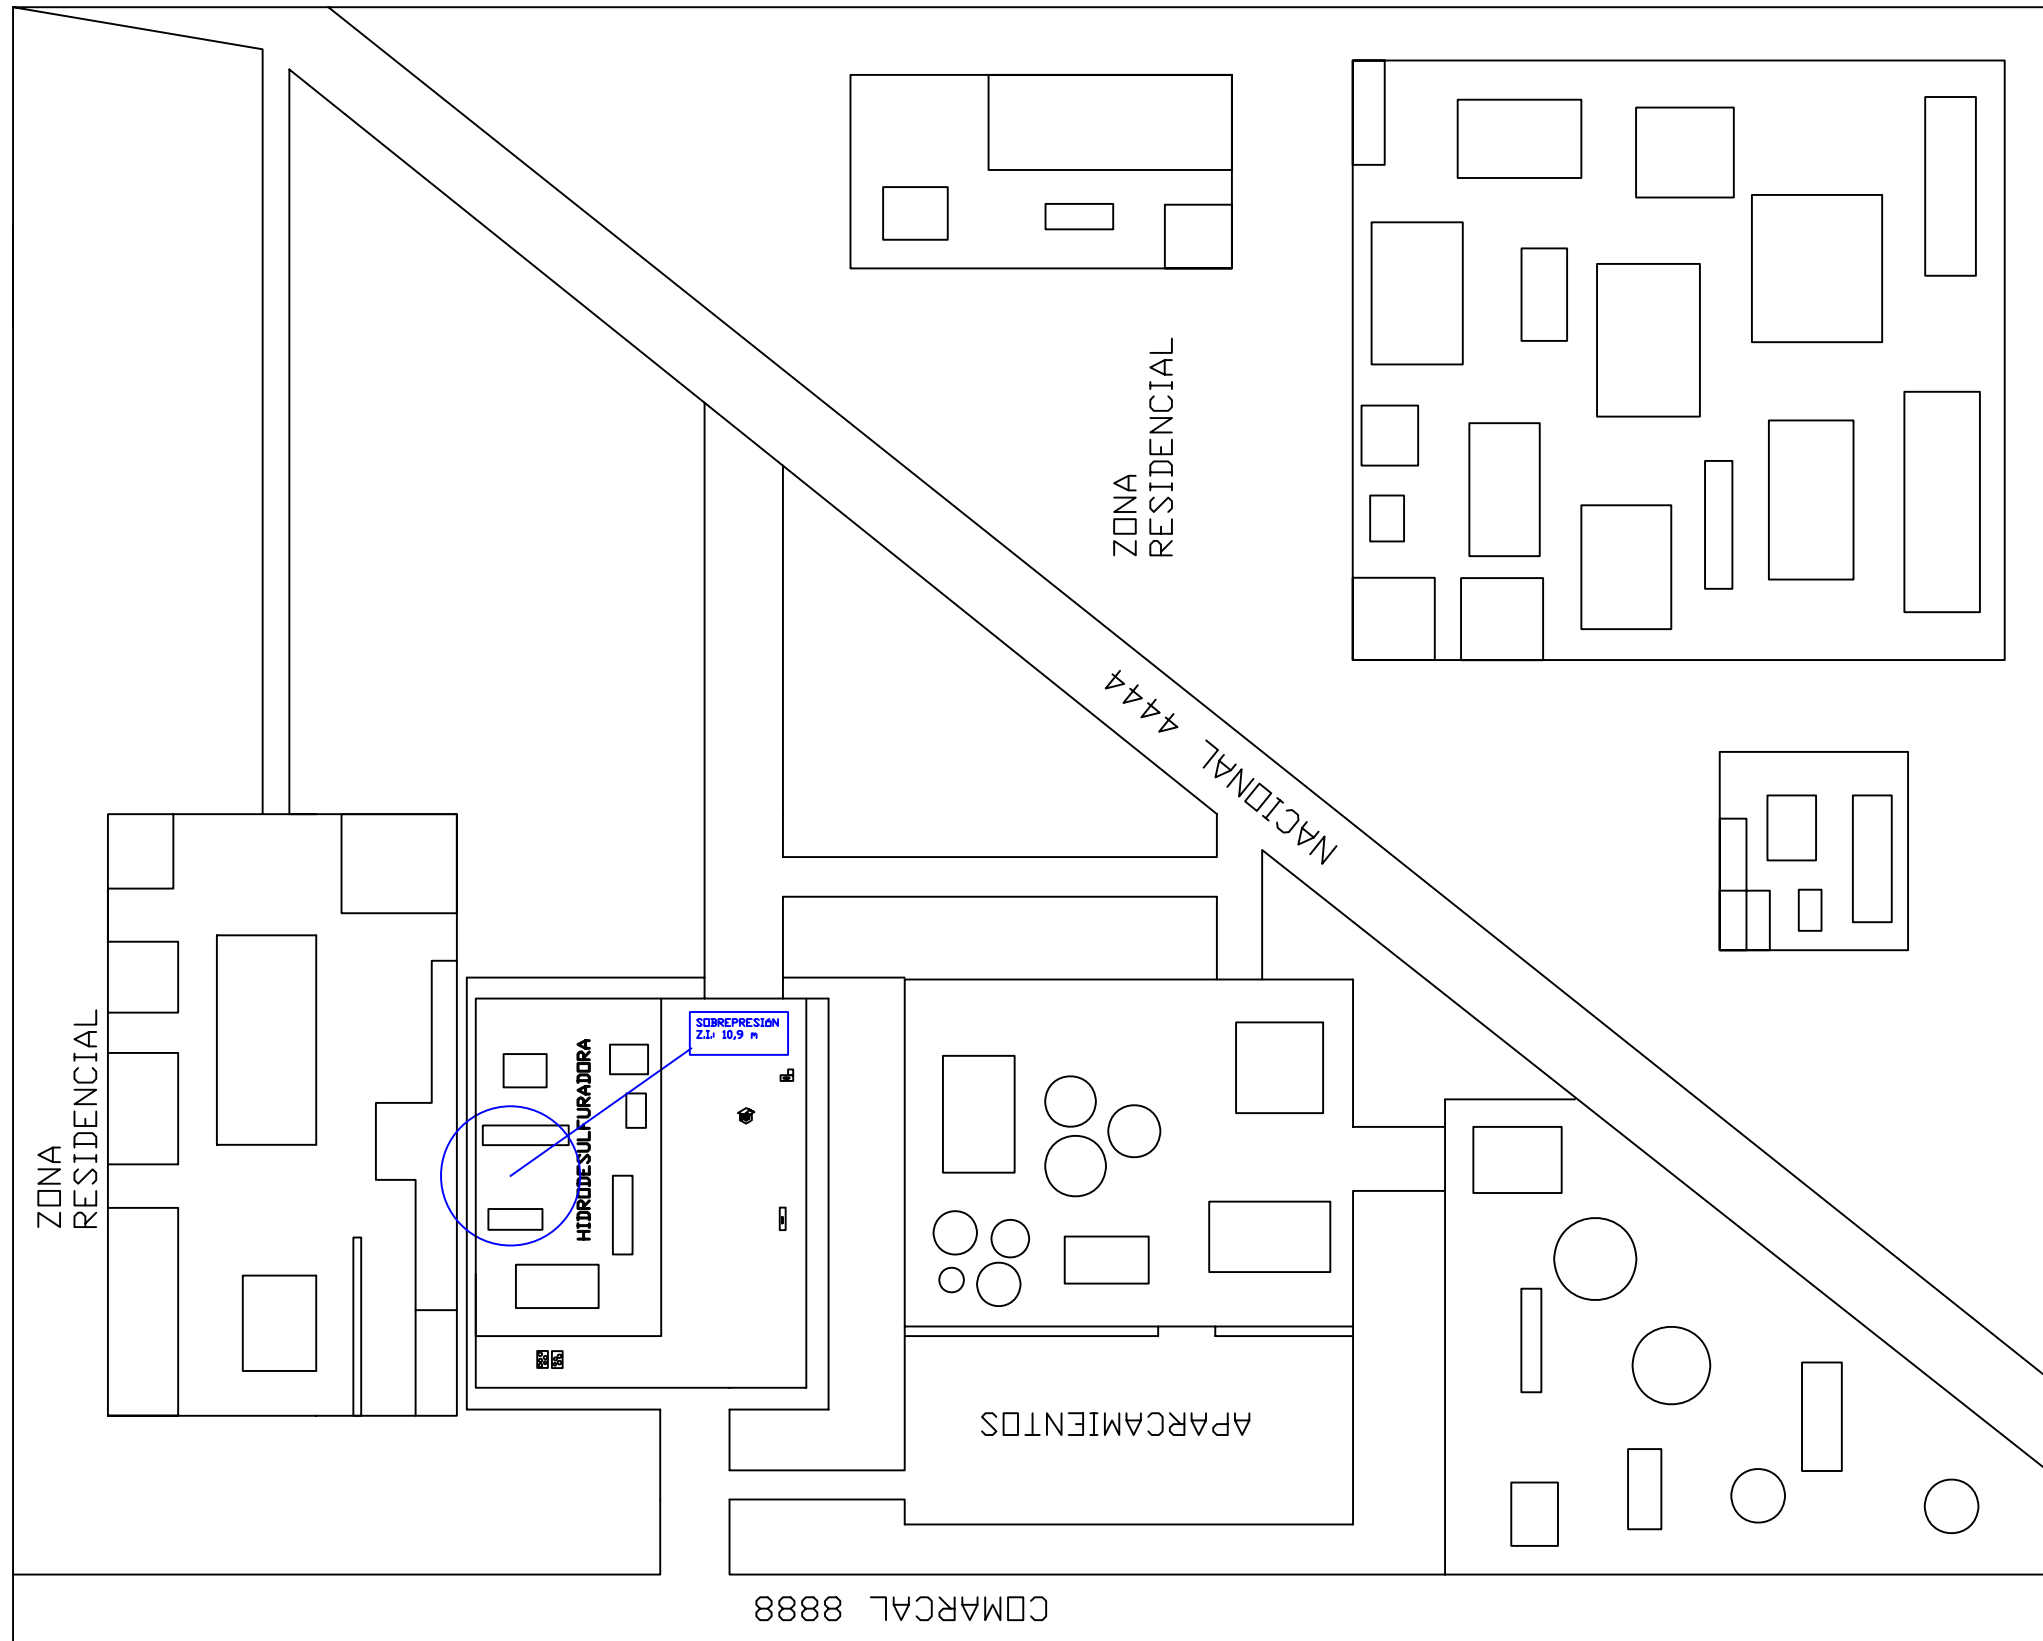 ZONA
RESIDENCIAL
NACIONAL 4444
ZONA
RESIDENCIAL
HIDRODESULFURADORA
SOBREPRESIÓN
Z.I.: 10,9 m
APARCAMIENTOS
COMARCAL 8888